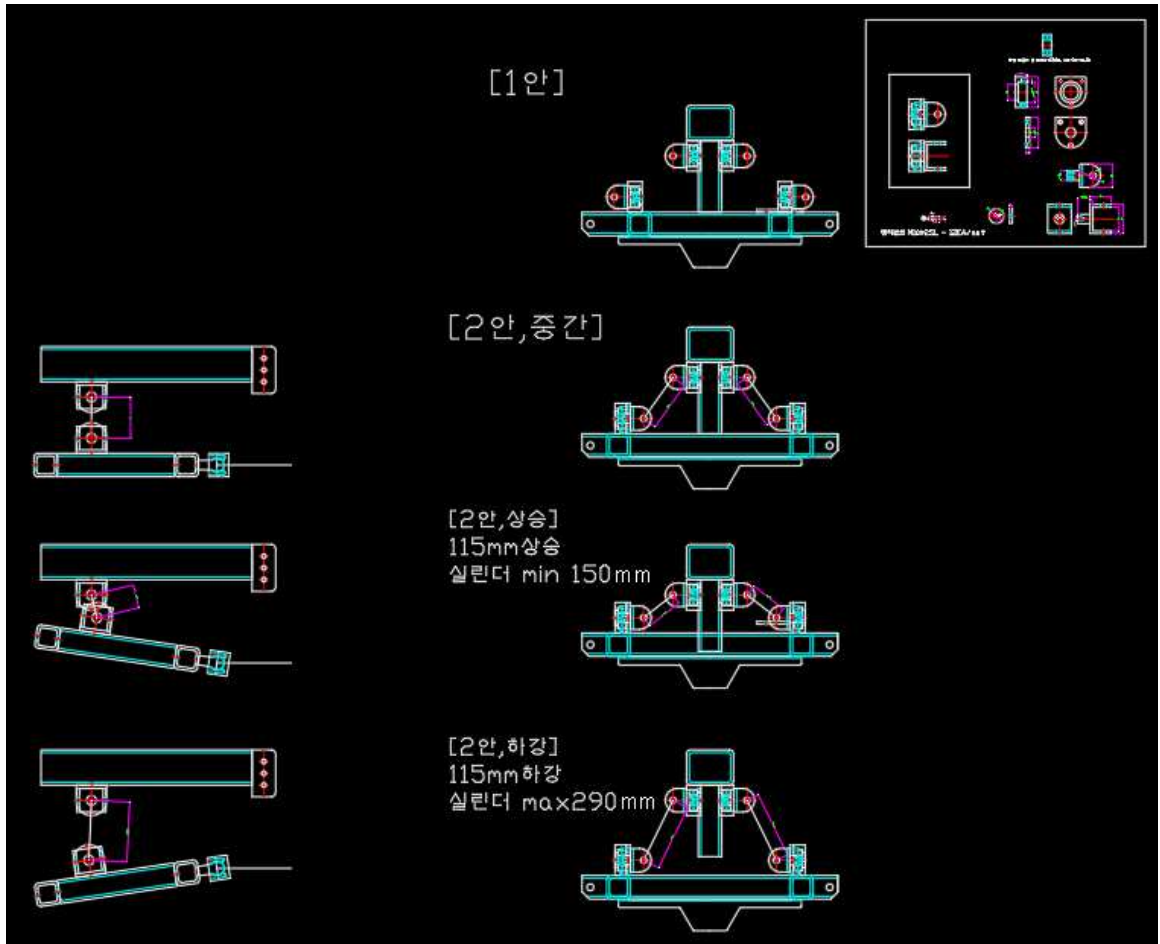 [1안]
[2안,중간]
[2안,상승]
115mm상승
실린더 min 150mm
[2안,하강]
115mm하강
실린더 max290mm